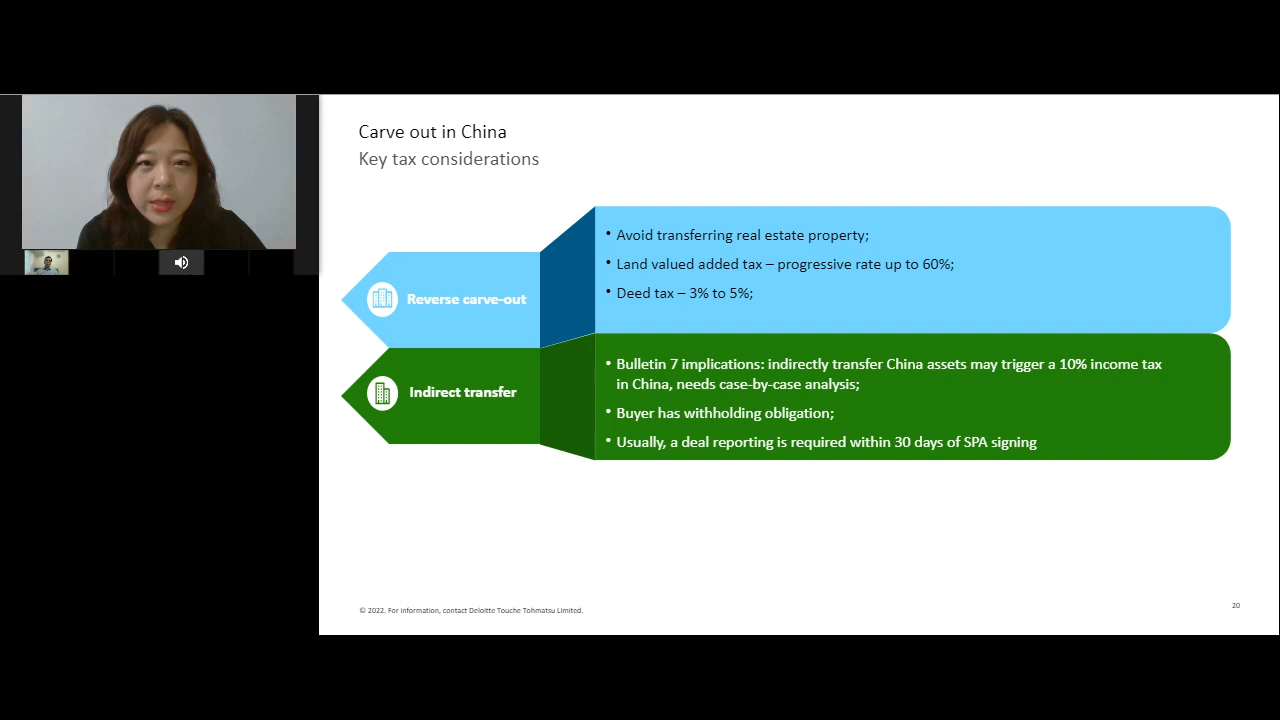 Carve out in China
Key tax considerations
Reverse carve-out
• Avoid transferring real estate property;
• Land valued added tax – progressive rate up to 60%;
• Deed tax – 3% to 5%;
Indirect transfer
• Bulletin 7 implications: indirectly transfer China assets may trigger a 10% income tax
in China, needs case-by-case analysis;
• Buyer has withholding obligation;
• Usually, a deal reporting is required within 30 days of SPA signing
© 2022. For information, contact Deloitte Touche Tohmatsu Limited.
20